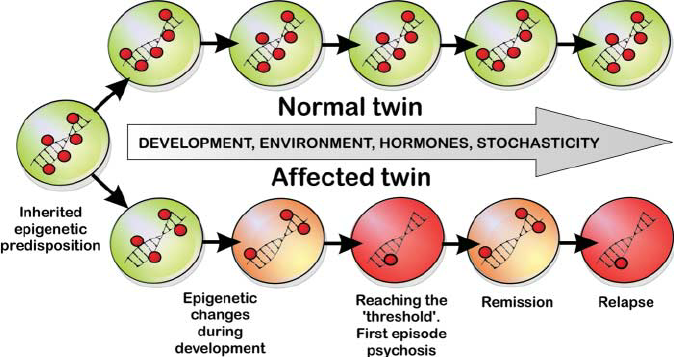 Normal twin
DEVELOPMENT, ENVIRONMENT, HORMONES, STOCHASTICITY
Affected twin
Inherited
epigenetic
predisposition
Epigenetic
changes
during
development
Reaching the
'threshold'.
First episode
psychosis
Remission
Relapse